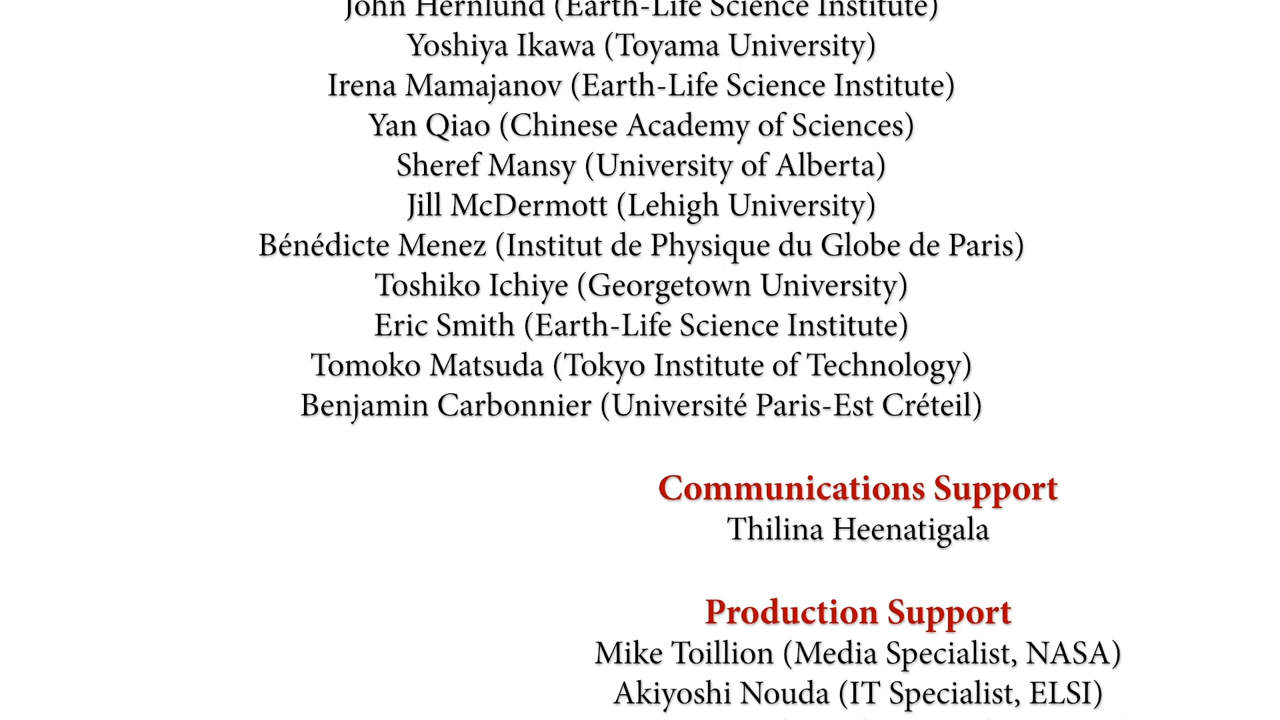 John Hernlund (Earth-Life Science Institute)
Yoshiya Ikawa (Toyama University)
Irena Mamajanov (Earth-Life Science Institute)
Yan Qiao (Chinese Academy of Sciences)
Sheref Mansy (University of Alberta)
Jill McDermott (Lehigh University)
Bénédicte Menez (Institut de Physique du Globe de Paris)
Toshiko Ichiye (Georgetown University)
Eric Smith (Earth-Life Science Institute)
Tomoko Matsuda (Tokyo Institute of Technology)
Benjamin Carbonnier (Université Paris-Est Créteil)
Communications Support
Thilina Heenatigala
Production Support
Mike Toillion (Media Specialist, NASA)
Akiyoshi Nouda (IT Specialist, ELSI)